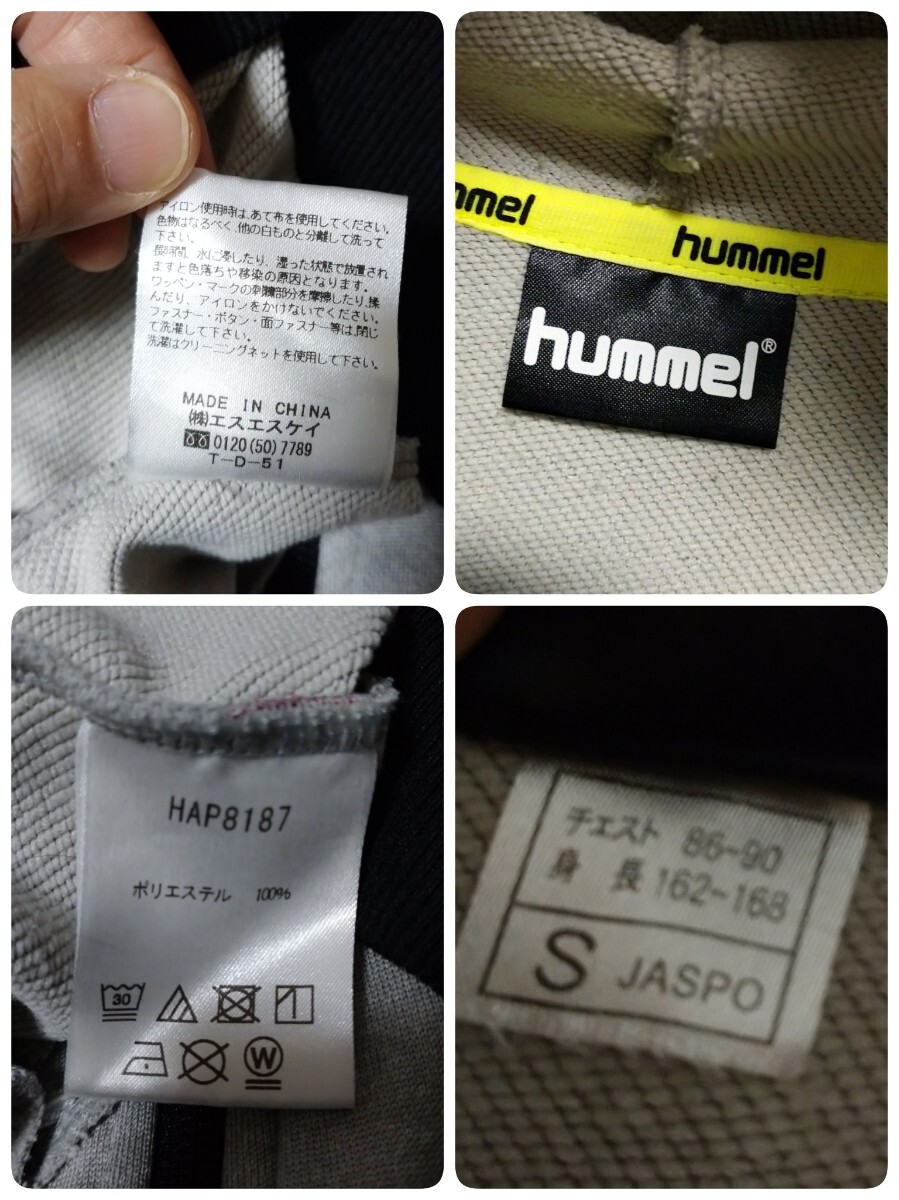 アイロン使用時は、あて布を使用してください。
色物はなるべく、他の白ものと分離して洗って
下さい。
長時間、水に浸したり、湿った状態で放置され
ますと色落ちや移染の原因となります。
ワッペン・マークの刺繍部分を摩擦したり、揉
んだり、アイロンをかけないでください。
ファスナー・ボタン・面ファスナー等は、閉じ
て洗濯して下さい。
洗濯はクリーニングネットを使用して下さい。
MADE IN CHINA
㈱エスエスケイ
0120(50)7789
T-D-51
mmel hummel
hummel®
HAP8187
ポリエステル 100%
30
W
チェスト 86-90
身長 162-168
S JASPO